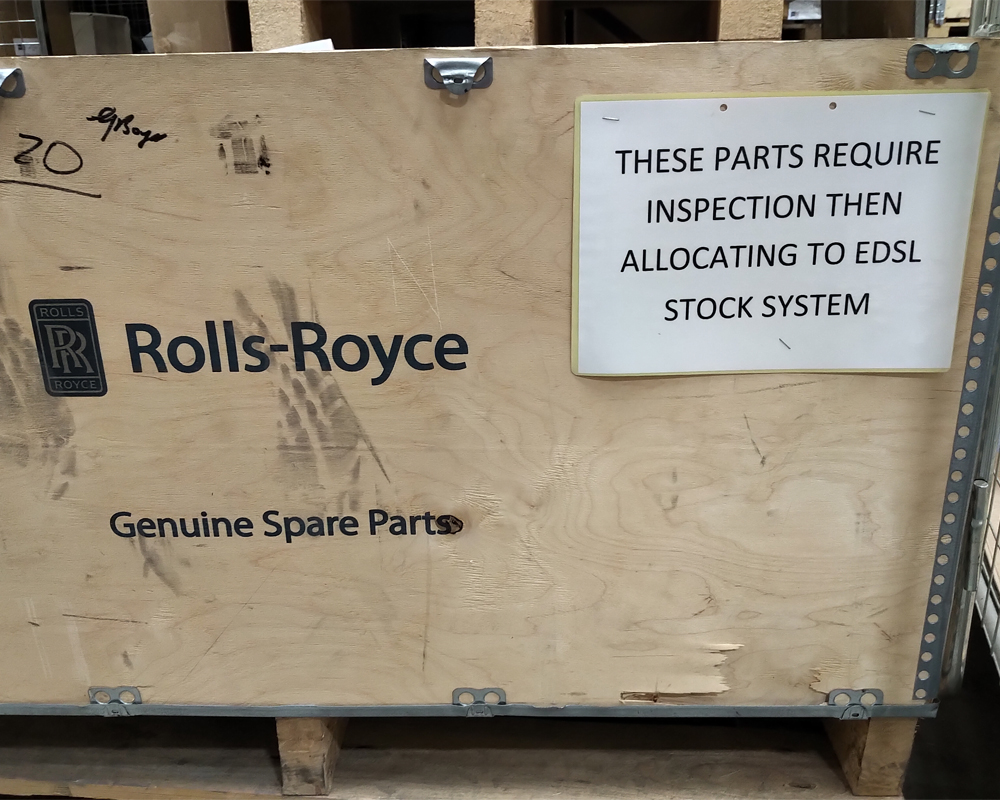 20
ROLLS
RR
ROYCE
Rolls-Royce
Genuine Spare Parts
THESE PARTS REQUIRE
INSPECTION THEN
ALLOCATING TO EDSL
STOCK SYSTEM